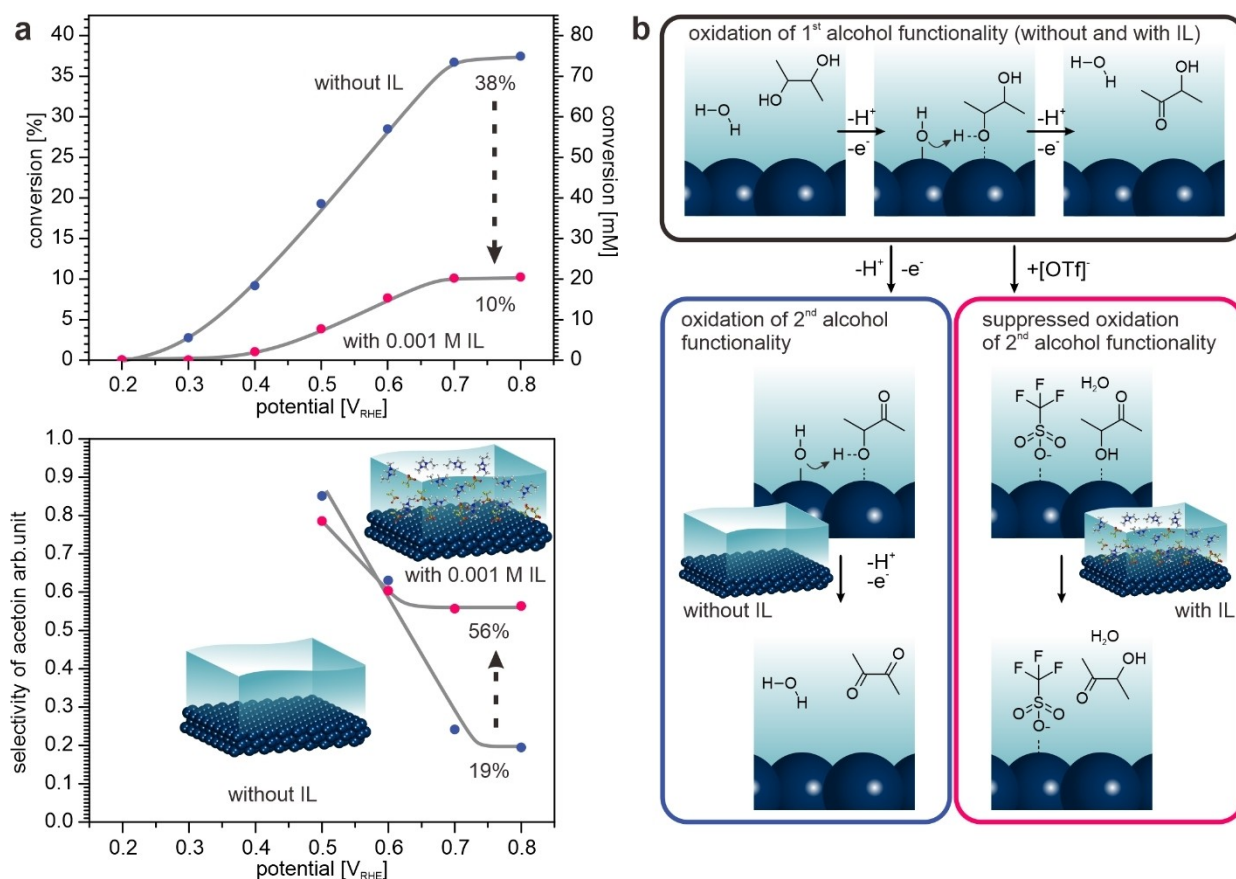 a
conversion [%]
40
35
30
25
20
15
10
5
0
without IL
38%
10%
with 0.001 M IL
80
70
60
50
40
30
20
10
0
conversion [mM]
0.2 0.3 0.4 0.5 0.6 0.7 0.8
potential [VRHE]
selectivity of acetoin arb.unit
1.0
0.9
0.8
0.7
0.6
0.5
0.4
0.3
0.2
0.1
0.0
with 0.001 M IL
56%
19%
without IL
0.2 0.3 0.4 0.5 0.6 0.7 0.8
potential [VRHE]
b
oxidation of 1st alcohol functionality (without and with IL)
H-O
H
OH
HO
-H+
-e-
H
O
H
O
OH
-H+
-e-
H-O
H
OH
O
-H+ -e-
+[OTf]-
oxidation of 2nd alcohol
functionality
H
O
H
O
O
-H+
-e-
without IL
H-O
H
O
O
suppressed oxidation
of 2nd alcohol functionality
F
F
F
S
O
O
O-
H2O
O
OH
with IL
F
F
F
S
O
O
O-
H2O
OH
O